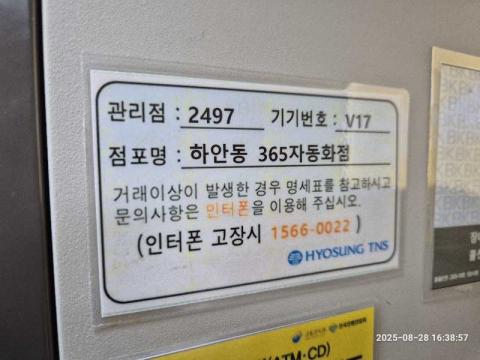 관리점 : 2497 기기번호 : V17
점포명 : 하안동 365자동화점
거래이상이 발생한 경우 명세표를 참고하시고
문의사항은 인터폰을 이용해 주십시오.
(인터폰 고장시 1566-0022 )
HYOSUNG TNS
(ATM·CD)
2025-08-28 16:38:57